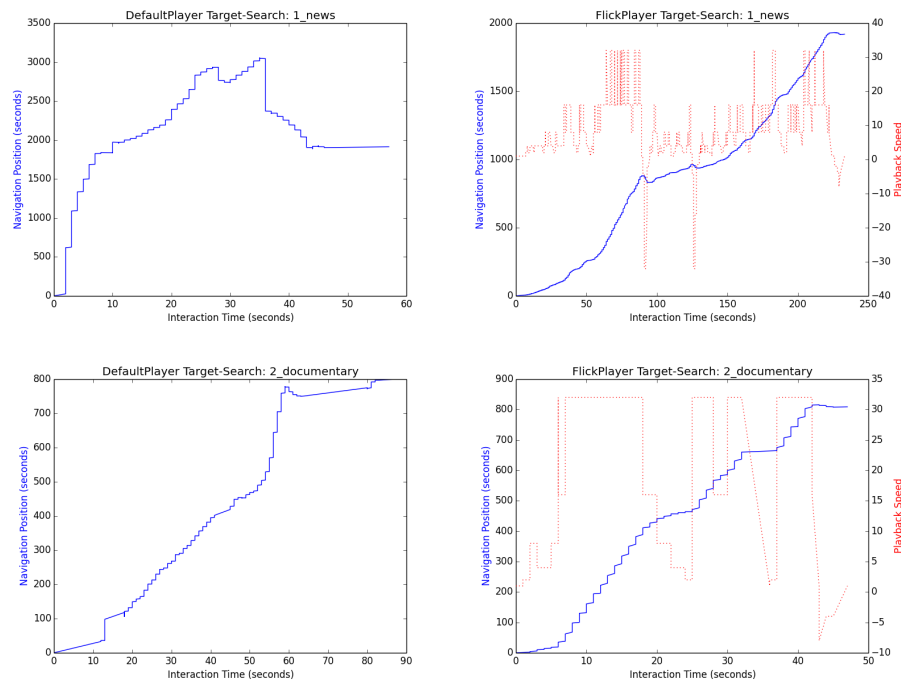 DefaultPlayer Target-Search: 1_news
3500
3000
2500
2000
1500
1000
500
0
Navigation Position (seconds)
0 10 20 30 40 50 60
Interaction Time (seconds)
FlickPlayer Target-Search: 1_news
2000
1500
1000
500
0
Navigation Position (seconds)
40
30
20
10
0
−10
−20
−30
−40
Playback Speed
0 50 100 150 200 250
Interaction Time (seconds)
DefaultPlayer Target-Search: 2_documentary
800
700
600
500
400
300
200
100
0
Navigation Position (seconds)
0 10 20 30 40 50 60 70 80 90
Interaction Time (seconds)
FlickPlayer Target-Search: 2_documentary
900
800
700
600
500
400
300
200
100
0
Navigation Position (seconds)
35
30
25
20
15
10
5
0
−5
−10
Playback Speed
0 10 20 30 40 50
Interaction Time (seconds)